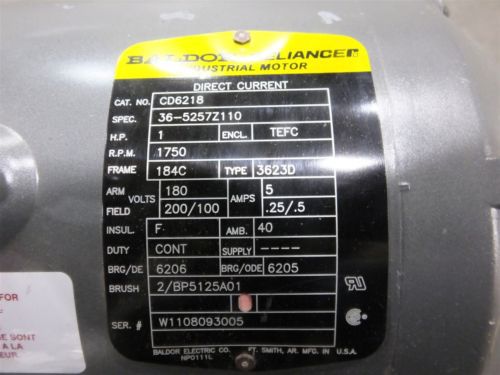 BALDOR RELIANCER
INDUSTRIAL MOTOR
DIRECT CURRENT
CAT. NO. CD6218
SPEC. 36-5257Z110
H.P. 1 ENCL. TEFC
R.P.M. 1750
FRAME 184C TYPE 3623D
ARM VOLTS 180 AMPS 5
FIELD 200/100 .25/.5
INSUL. F AMB. 40
DUTY CONT SUPPLY ----
BRG/DE 6206 BRG/ODE 6205
BRUSH 2/BP5125A01
SER. # W1108093005
BALDOR ELECTRIC CO. FT. SMITH, AR. MFG. IN U.S.A.
NP0111L
FOR
E SONT
A LA
EUR.